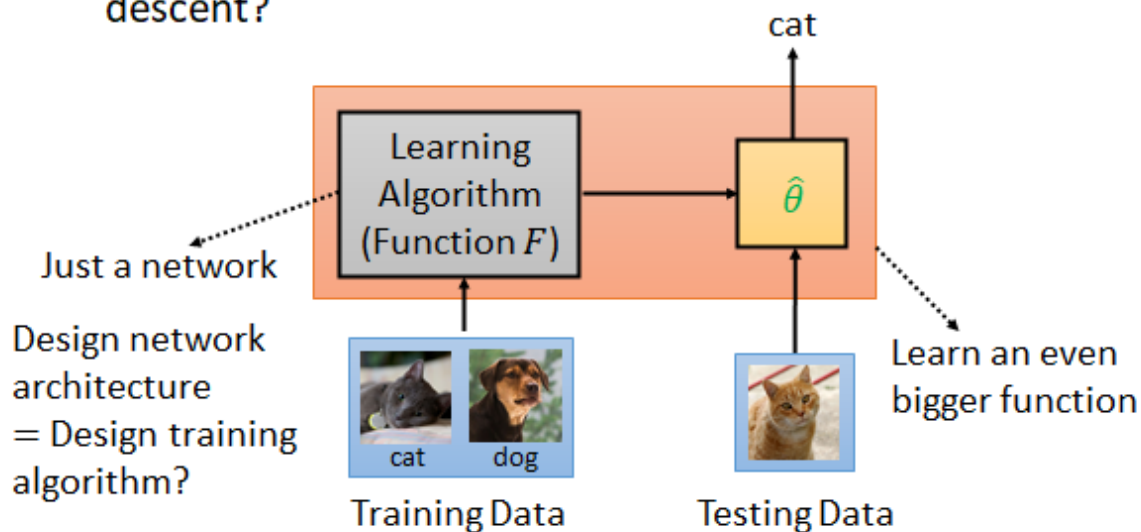 descent?
cat
Learning
Algorithm
(Function F)
θ̂
Just a network
Design network
architecture
= Design training
algorithm?
Learn an even
bigger function
cat
dog
Training Data
Testing Data